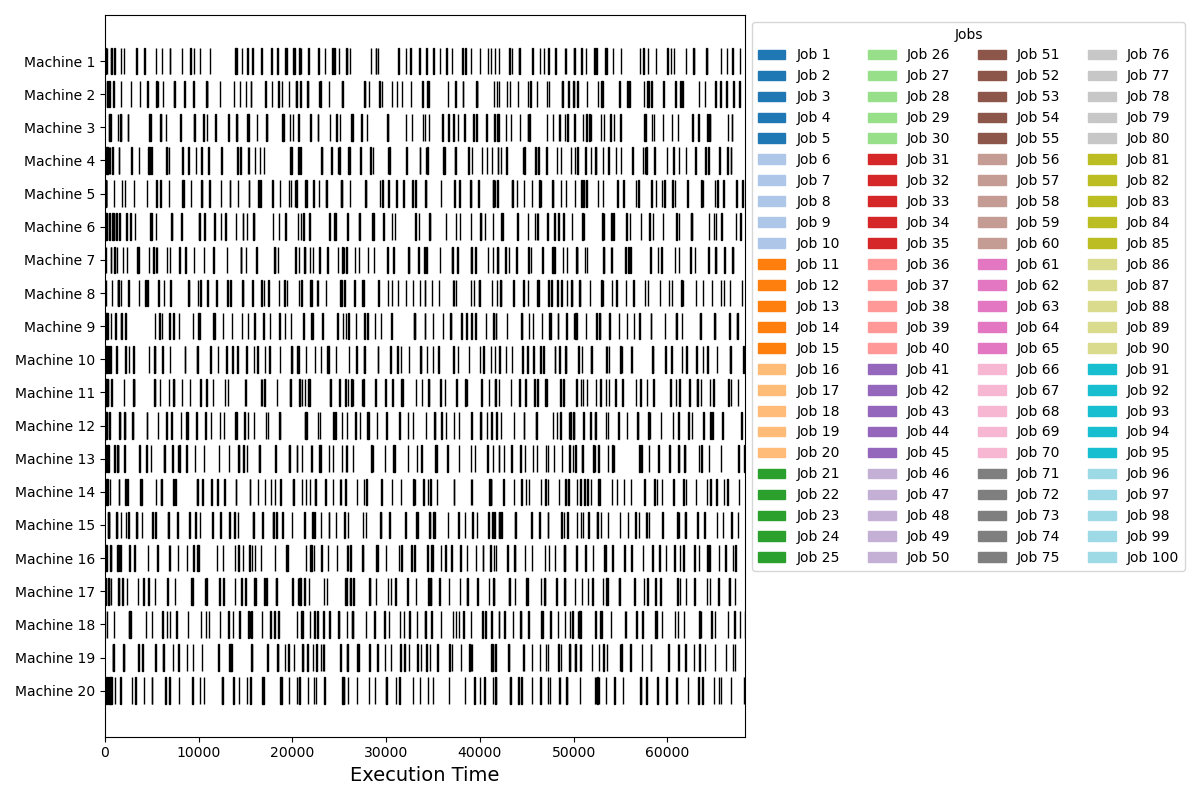 Jobs
Machine 1
Machine 2
Machine 3
Machine 4
Machine 5
Machine 6
Machine 7
Machine 8
Machine 9
Machine 10
Machine 11
Machine 12
Machine 13
Machine 14
Machine 15
Machine 16
Machine 17
Machine 18
Machine 19
Machine 20
0 10000 20000 30000 40000 50000 60000
Execution Time
Job 1 Job 26 Job 51 Job 76
Job 2 Job 27 Job 52 Job 77
Job 3 Job 28 Job 53 Job 78
Job 4 Job 29 Job 54 Job 79
Job 5 Job 30 Job 55 Job 80
Job 6 Job 31 Job 56 Job 81
Job 7 Job 32 Job 57 Job 82
Job 8 Job 33 Job 58 Job 83
Job 9 Job 34 Job 59 Job 84
Job 10 Job 35 Job 60 Job 85
Job 11 Job 36 Job 61 Job 86
Job 12 Job 37 Job 62 Job 87
Job 13 Job 38 Job 63 Job 88
Job 14 Job 39 Job 64 Job 89
Job 15 Job 40 Job 65 Job 90
Job 16 Job 41 Job 66 Job 91
Job 17 Job 42 Job 67 Job 92
Job 18 Job 43 Job 68 Job 93
Job 19 Job 44 Job 69 Job 94
Job 20 Job 45 Job 70 Job 95
Job 21 Job 46 Job 71 Job 96
Job 22 Job 47 Job 72 Job 97
Job 23 Job 48 Job 73 Job 98
Job 24 Job 49 Job 74 Job 99
Job 25 Job 50 Job 75 Job 100